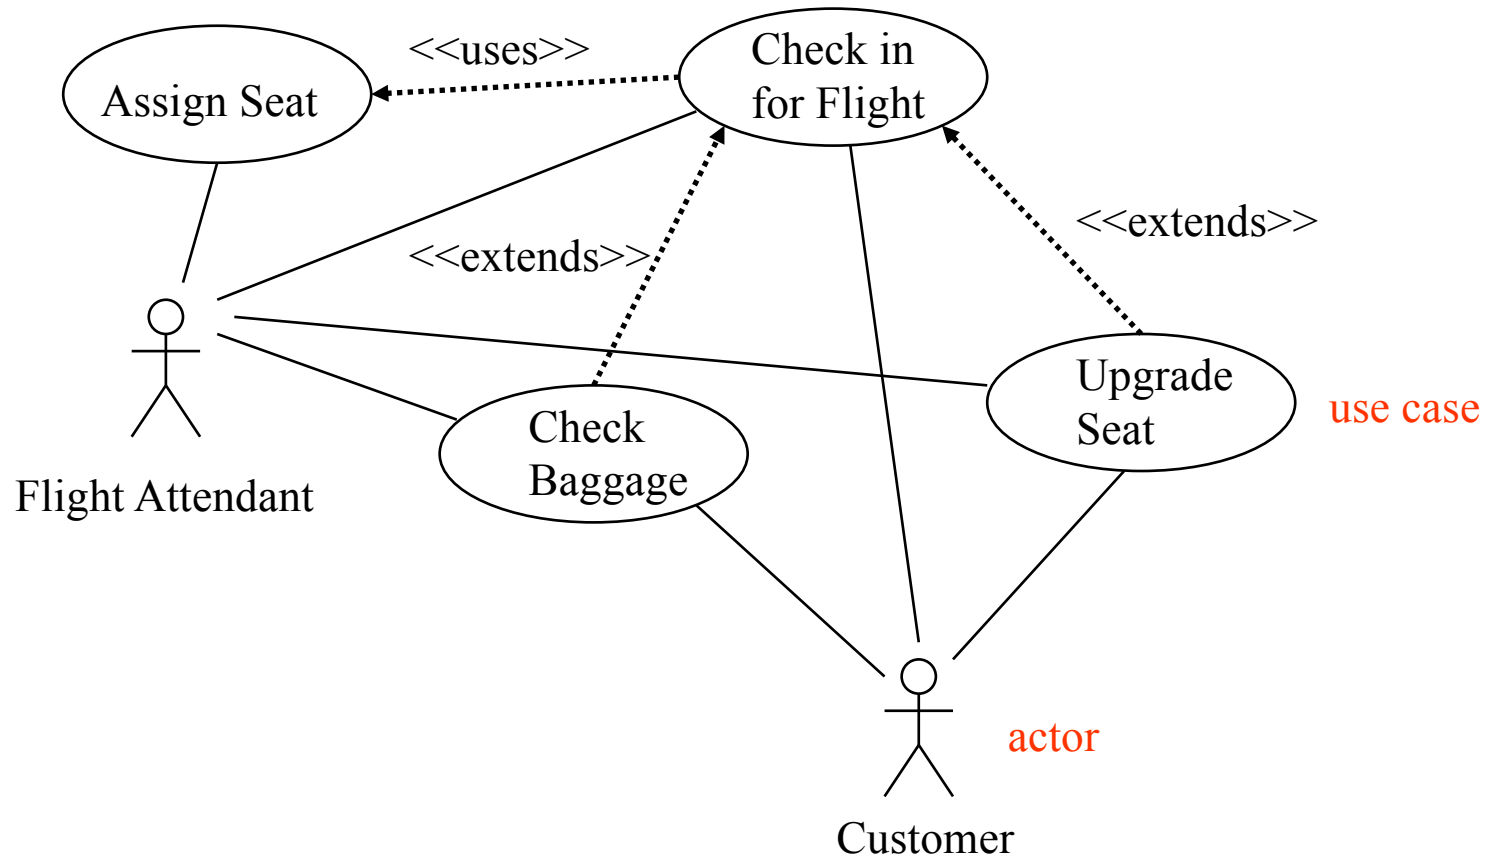 <<uses>>
Check in
for Flight
Assign Seat
<<extends>>
<<extends>>
Upgrade
Seat
use case
Check
Baggage
Flight Attendant
actor
Customer